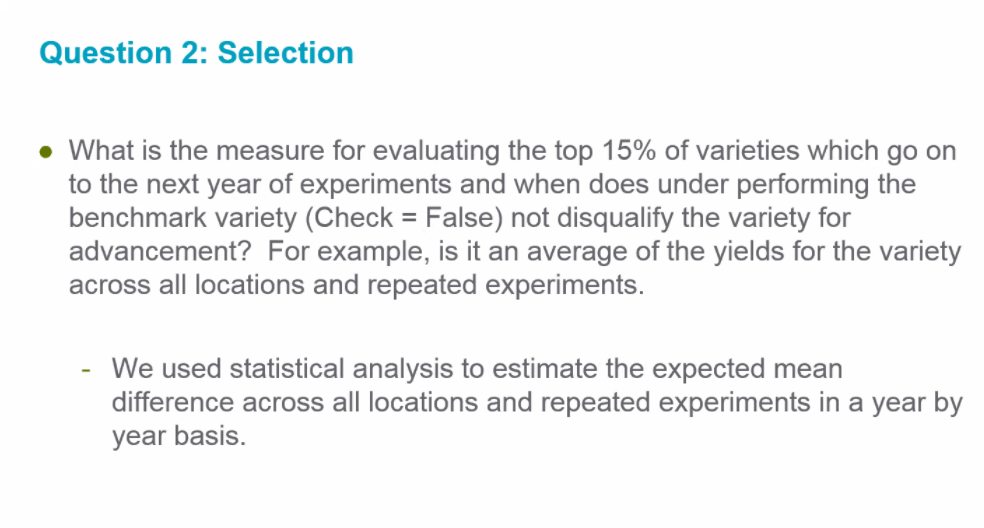 Question 2: Selection
● What is the measure for evaluating the top 15% of varieties which go on
to the next year of experiments and when does under performing the
benchmark variety (Check = False) not disqualify the variety for
advancement?  For example, is it an average of the yields for the variety
across all locations and repeated experiments.
- We used statistical analysis to estimate the expected mean
difference across all locations and repeated experiments in a year by
year basis.